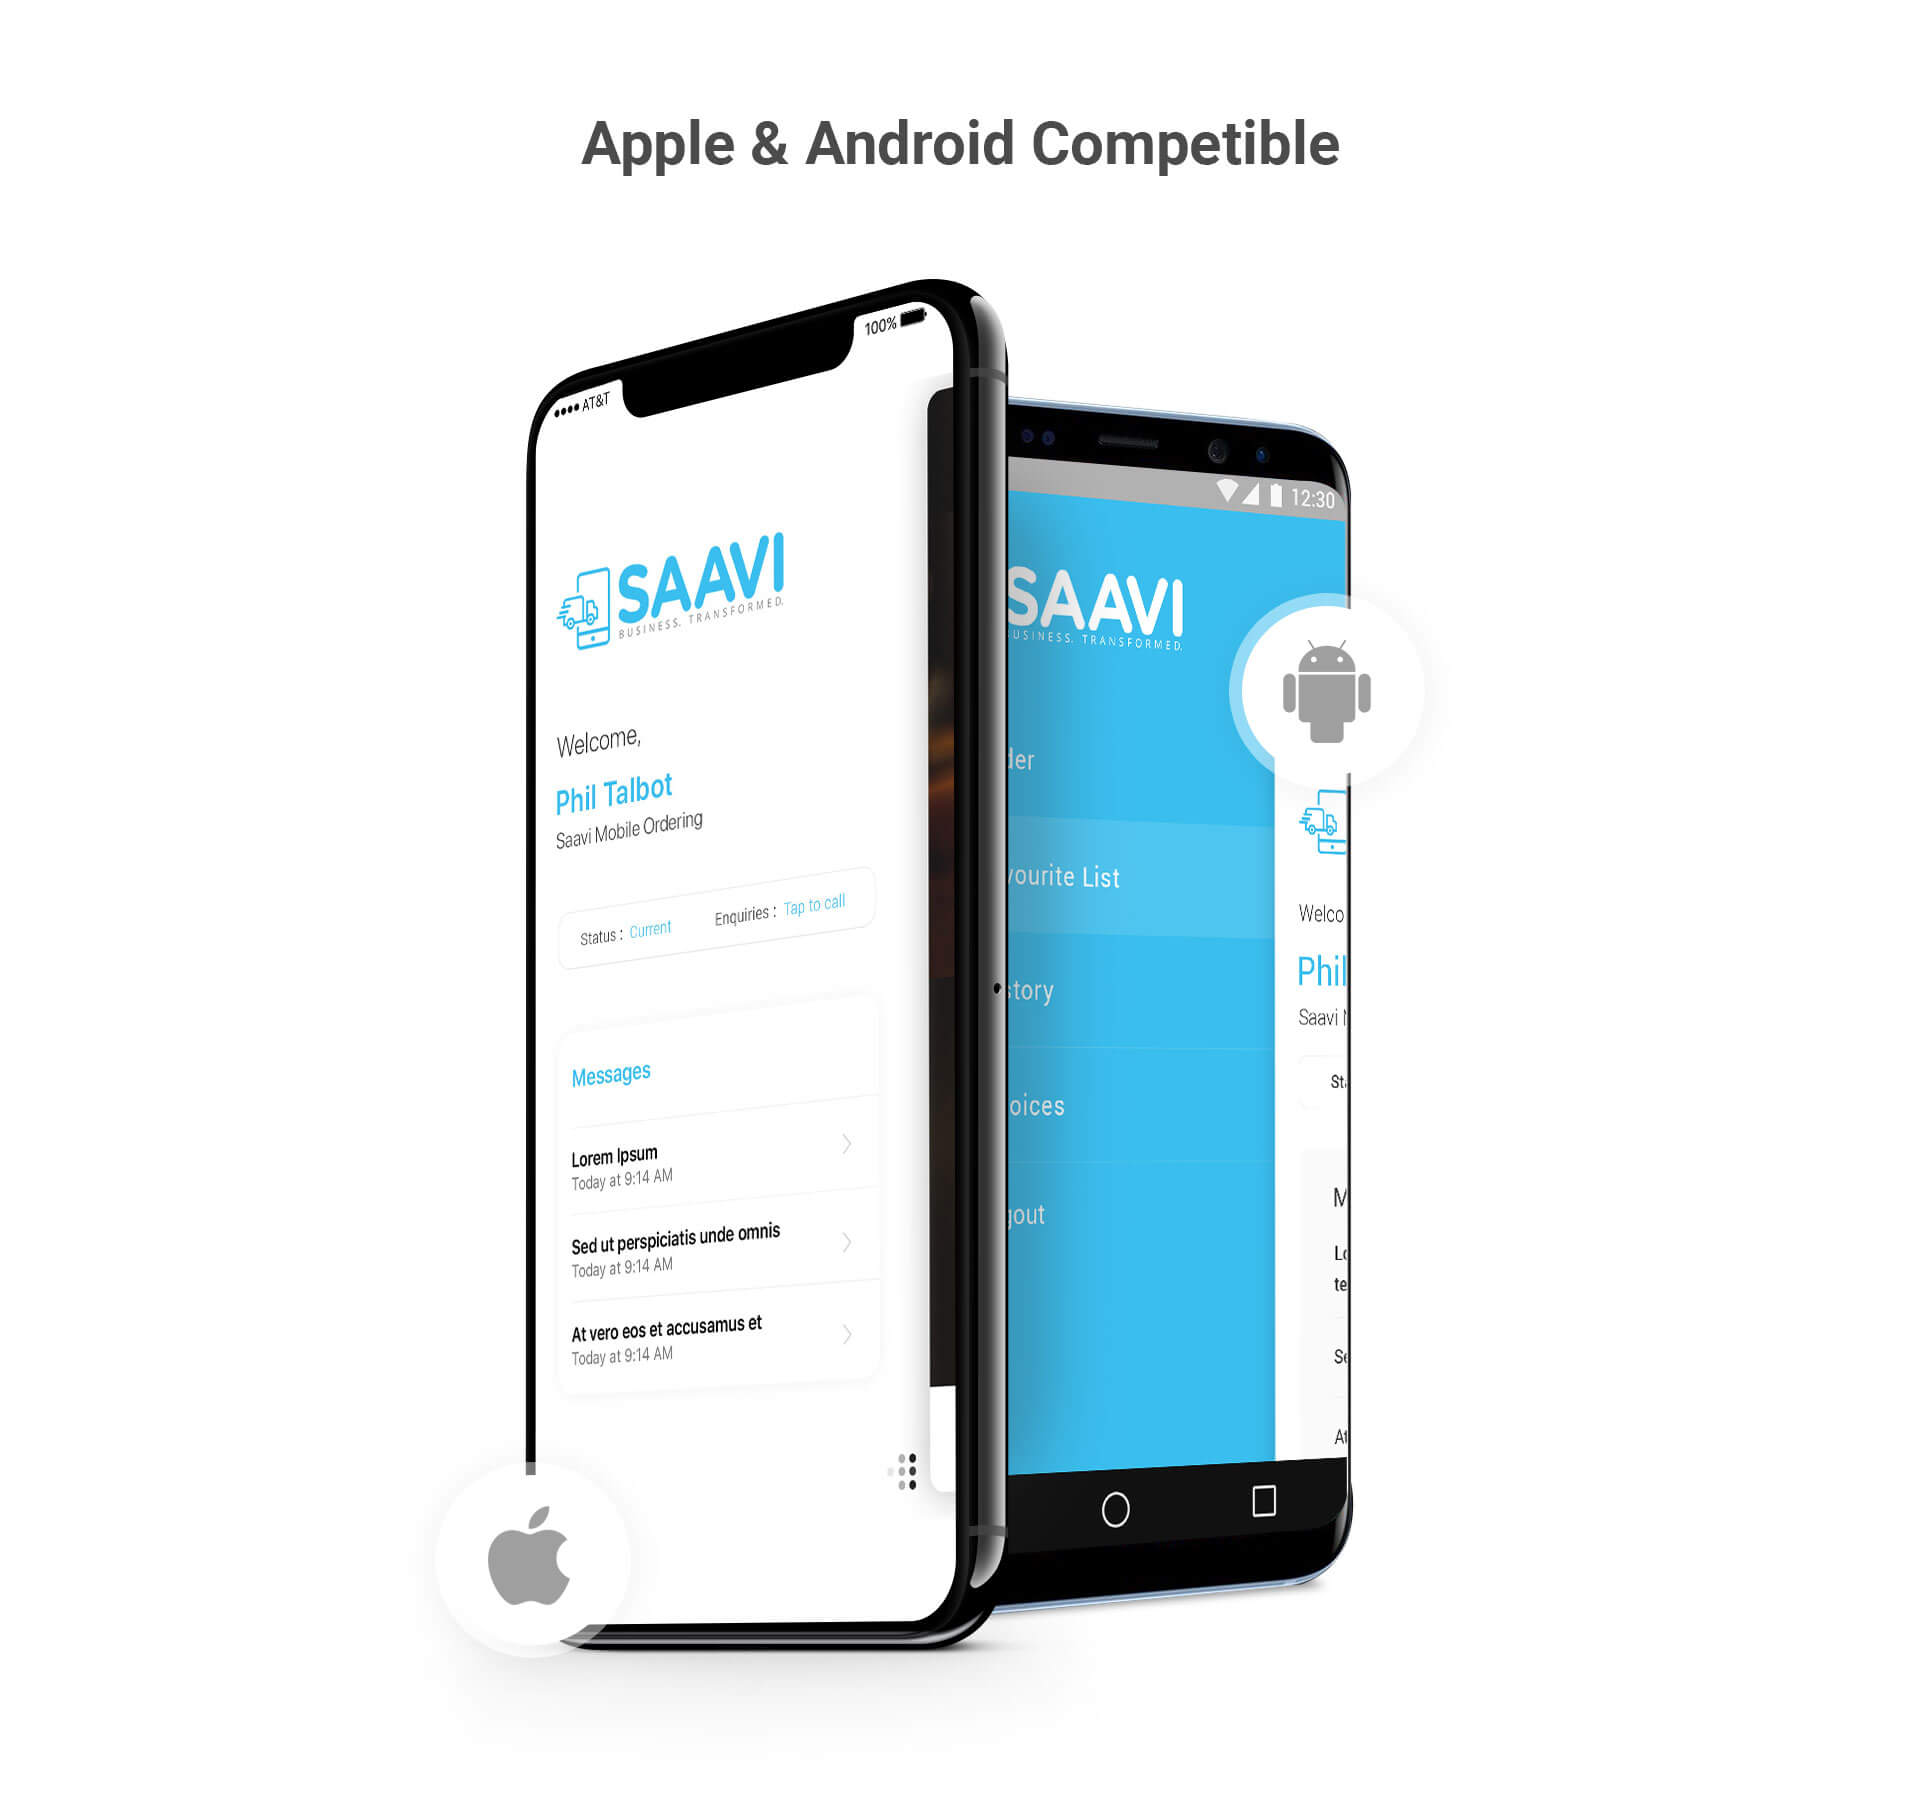 Apple & Android Competible
AT&T
100%
SAAVI
BUSINESS. TRANSFORMED.
Welcome,
Phil Talbot
Saavi Mobile Ordering
Status : Current
Enquiries : Tap to call
Messages
Lorem Ipsum
Today at 9:14 AM
Sed ut perspiciatis unde omnis
Today at 9:14 AM
At vero eos et accusamus et
Today at 9:14 AM
12:30
SAAVI
USINESS. TRANSFORMED.
der
vourite List
story
oices
gout
Welco
Phil
Saavi
St
M
Lo
te
Se
At